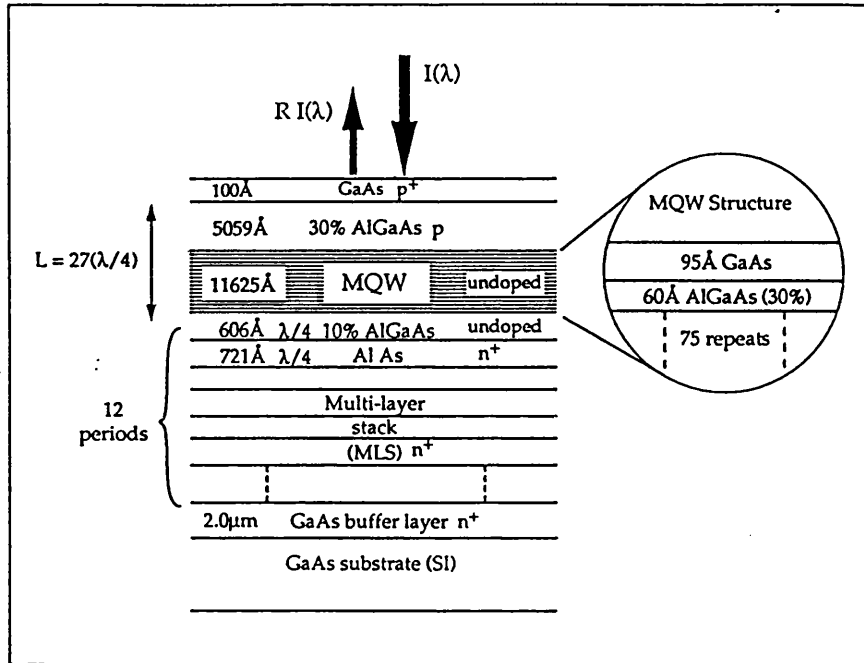 I(λ)
R I(λ)
100Å GaAs p+
5059Å 30% AlGaAs p
L = 27(λ/4)
11625Å MQW undoped
606Å λ/4 10% AlGaAs undoped
721Å λ/4 Al As n+
12
periods
Multi-layer
stack
(MLS) n+
2.0μm GaAs buffer layer n+
GaAs substrate (SI)
MQW Structure
95Å GaAs
60Å AlGaAs (30%)
75 repeats